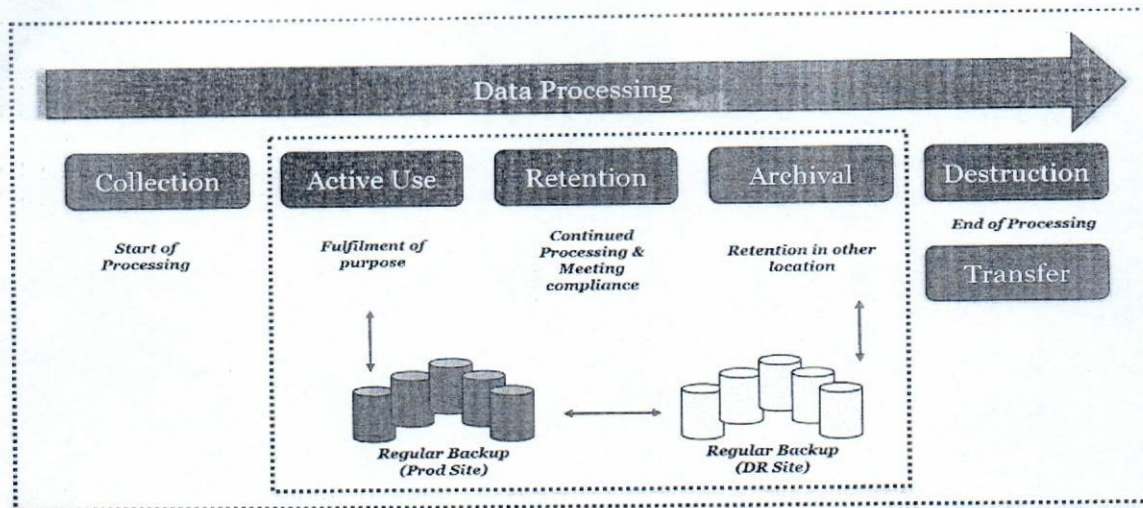 Data Processing
Collection
Active Use
Retention
Archival
Destruction
Start of
Processing
Fulfilment of
purpose
Continued
Processing &
Meeting
compliance
Retention in other
location
End of Processing
Transfer
Regular Backup
(Prod Site)
Regular Backup
(DR Site)